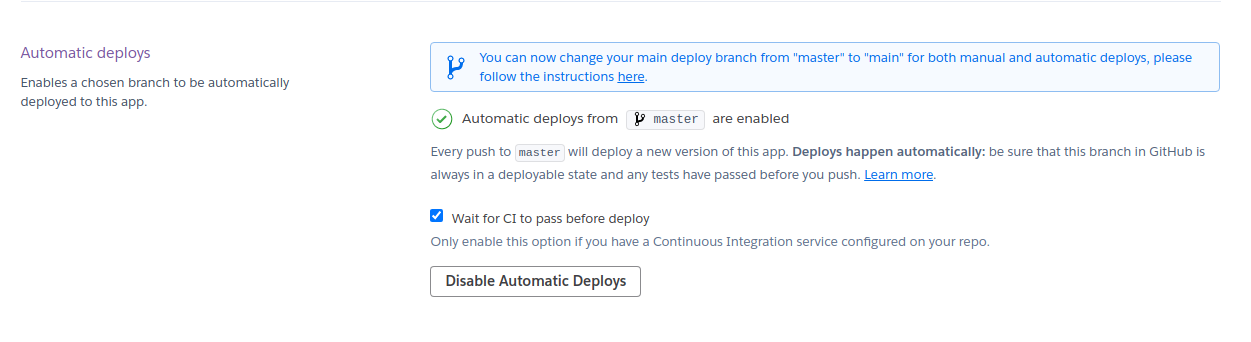 Automatic deploys
Enables a chosen branch to be automatically
deployed to this app.
You can now change your main deploy branch from "master" to "main" for both manual and automatic deploys, please
follow the instructions here.
Automatic deploys from master are enabled
Every push to master will deploy a new version of this app. Deploys happen automatically: be sure that this branch in GitHub is
always in a deployable state and any tests have passed before you push. Learn more.
Wait for CI to pass before deploy
Only enable this option if you have a Continuous Integration service configured on your repo.
Disable Automatic Deploys